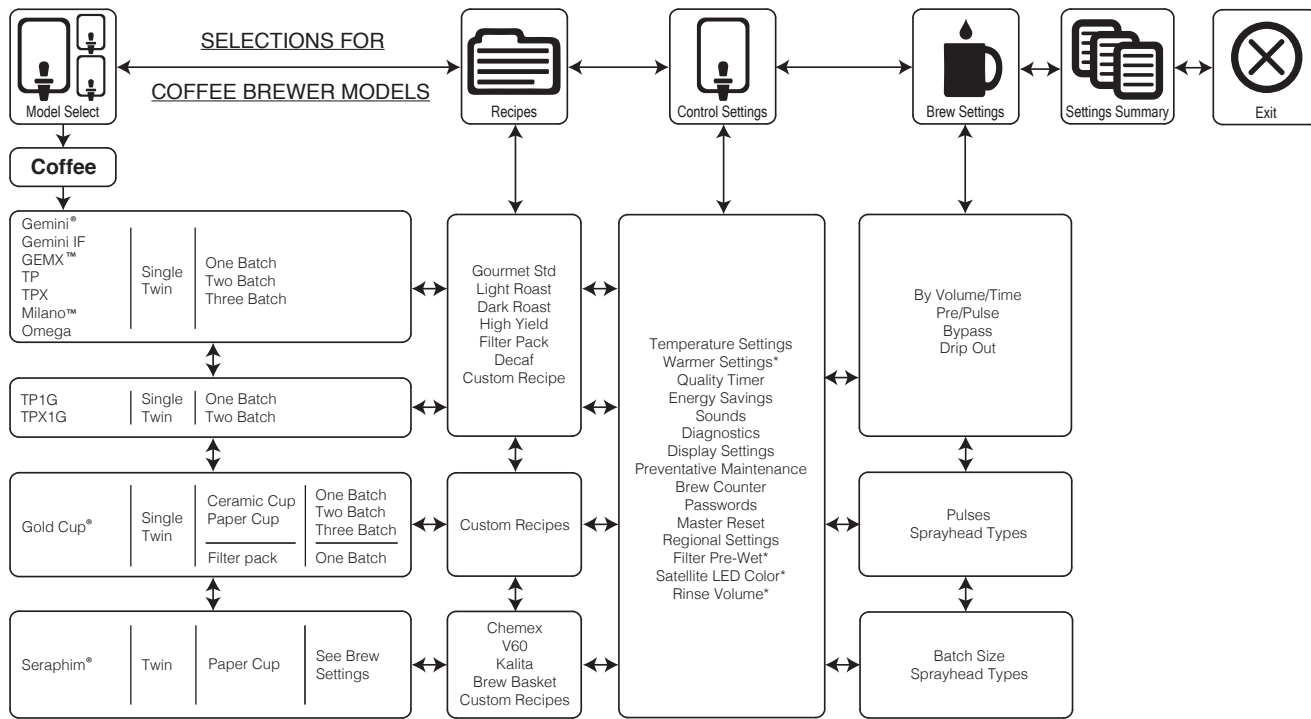 SELECTIONS FOR
COFFEE BREWER MODELS
Model Select
Recipes
Control Settings
Brew Settings
Settings Summary
Exit
Coffee
Gemini®
Gemini IF
GEMX™
TP
TPX
Milano™
Omega
Single
Twin
One Batch
Two Batch
Three Batch
Gourmet Std
Light Roast
Dark Roast
High Yield
Filter Pack
Decaf
Custom Recipe
Temperature Settings
Warmer Settings*
Quality Timer
Energy Savings
Sounds
Diagnostics
Display Settings
Preventative Maintenance
Brew Counter
Passwords
Master Reset
Regional Settings
Filter Pre-Wet*
Satellite LED Color*
Rinse Volume*
By Volume/Time
Pre/Pulse
Bypass
Drip Out
TP1G
TPX1G
Single
Twin
One Batch
Two Batch
Gold Cup®
Single
Twin
Ceramic Cup
Paper Cup
Filter pack
One Batch
Two Batch
Three Batch
One Batch
Custom Recipes
Pulses
Sprayhead Types
Seraphim®
Twin
Paper Cup
See Brew
Settings
Chemex
V60
Kalita
Brew Basket
Custom Recipes
Batch Size
Sprayhead Types